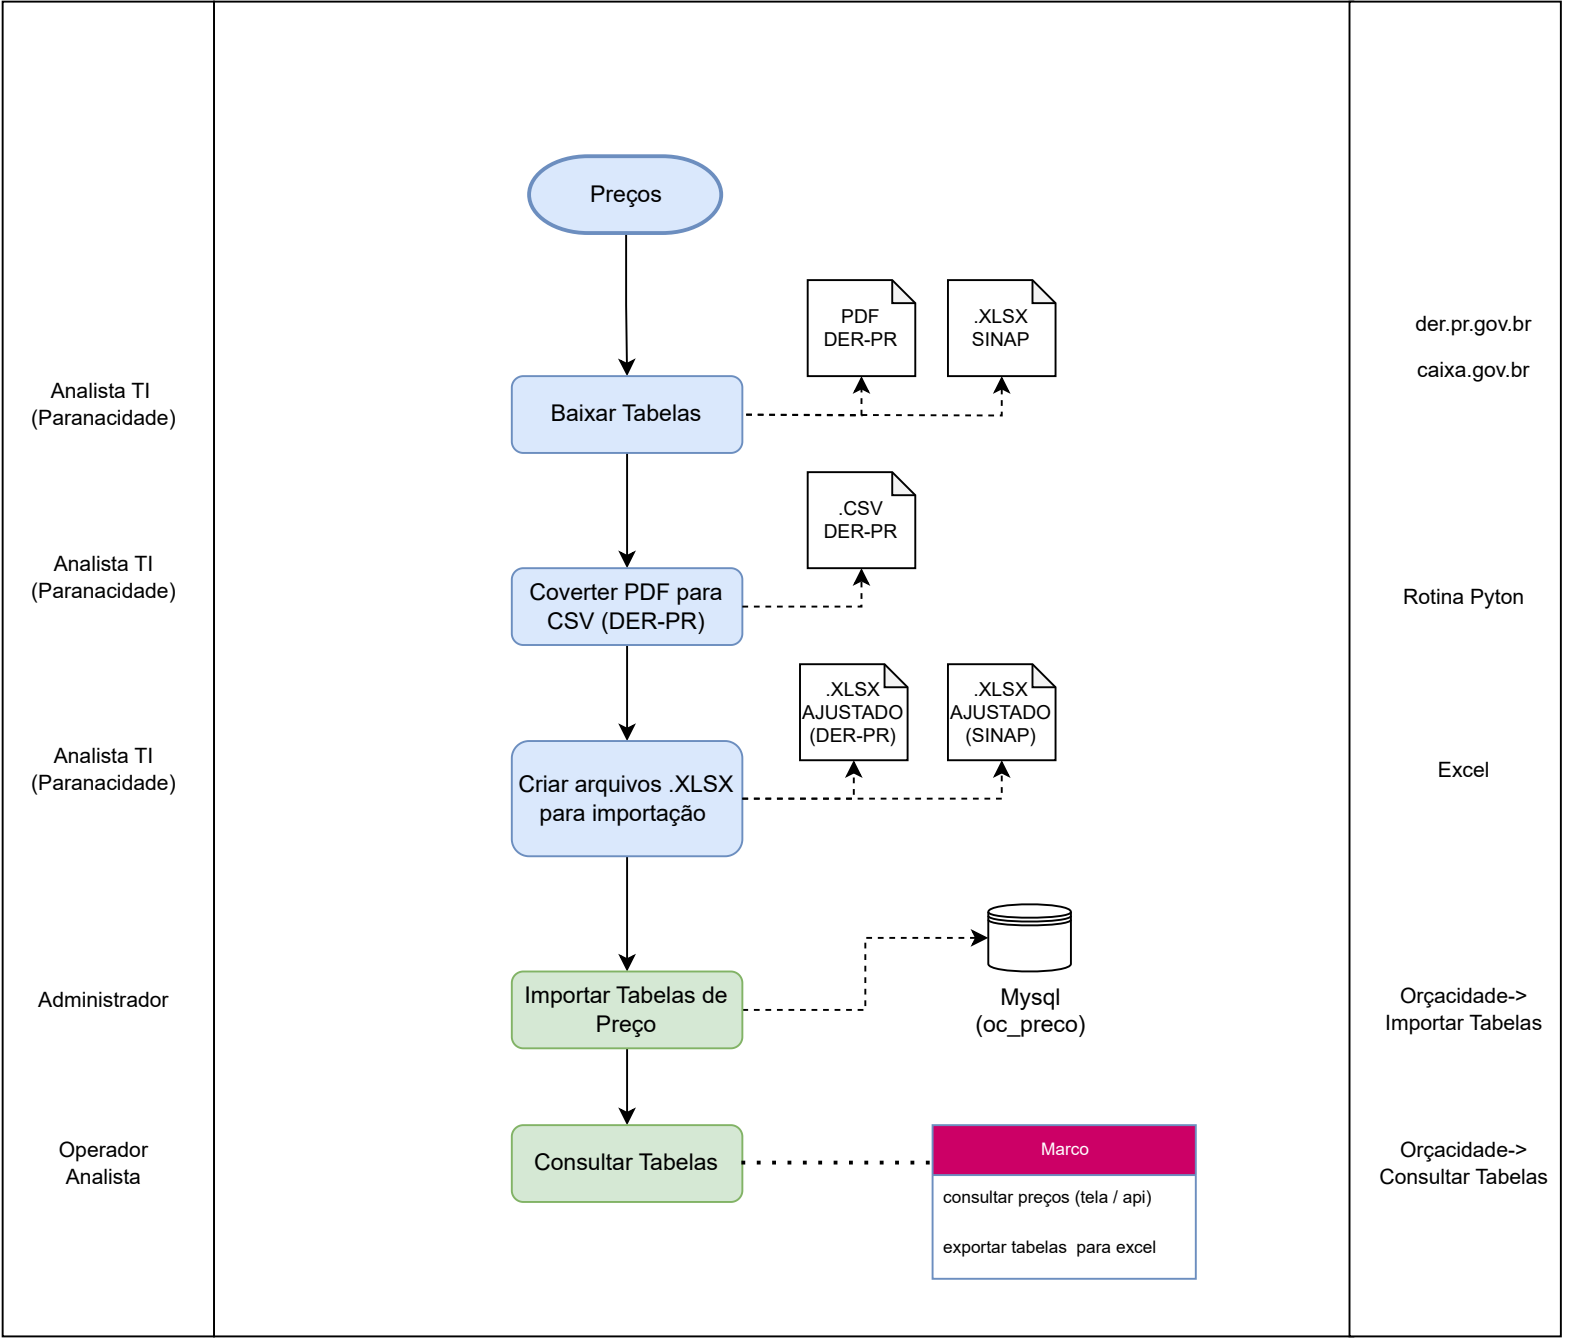 Preços
PDF
DER-PR
.XLSX
SINAP
der.pr.gov.br
caixa.gov.br
Analista TI
(Paranacidade)
Baixar Tabelas
.CSV
DER-PR
Analista TI
(Paranacidade)
Coverter PDF para
CSV (DER-PR)
Rotina Pyton
.XLSX
AJUSTADO
(DER-PR)
.XLSX
AJUSTADO
(SINAP)
Analista TI
(Paranacidade)
Criar arquivos .XLSX
para importação
Excel
Administrador
Importar Tabelas de
Preço
Mysql
(oc_preco)
Orçacidade->
Importar Tabelas
Operador
Analista
Consultar Tabelas
Marco
consultar preços (tela / api)
exportar tabelas  para excel
Orçacidade->
Consultar Tabelas